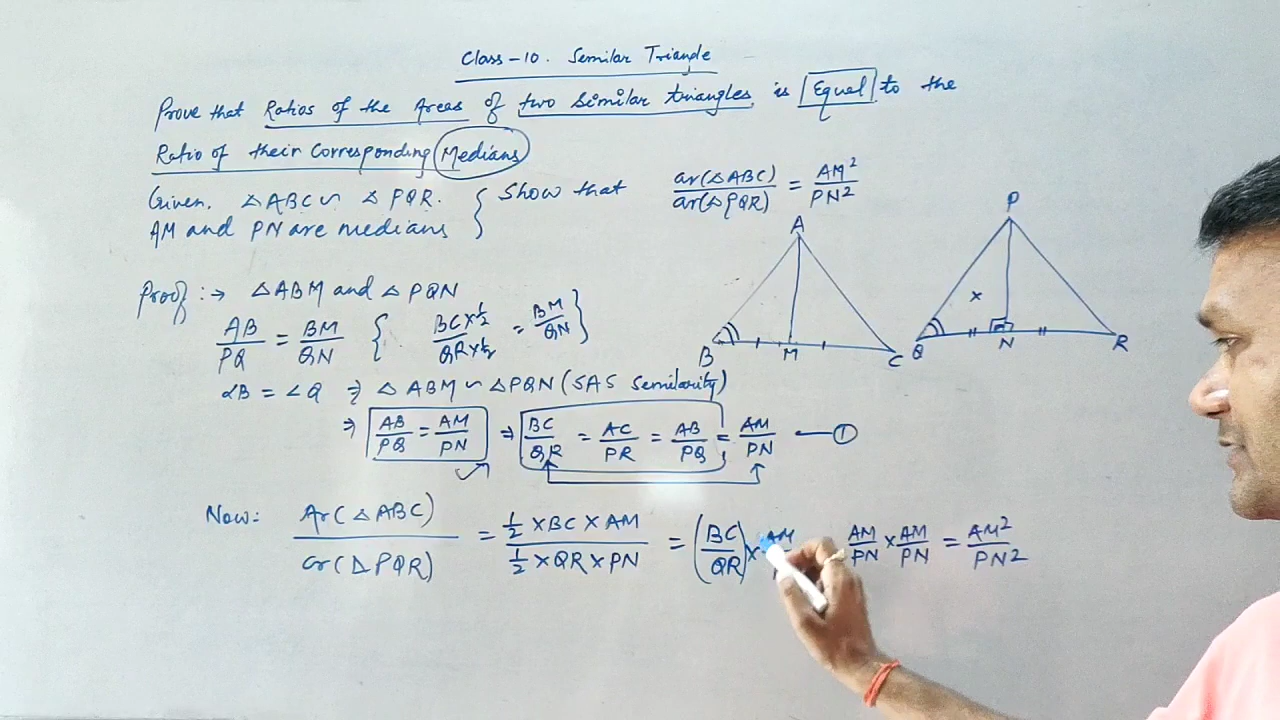 Class-10. Semilar Triangle
Prove that Ratios of the Areas of two similar triangles is Equal to the
Ratio of their corresponding Medians
Given. △ABC ∽ △PQR. { Show that ar(△ABC)/ar(△PQR) = AM²/PN²
AM and PN are medians
A
B M C
P
Q N R
x
Proof :→ △ABM and △PQN
AB/PQ = BM/QN { BC×½/QR×½ = BM/QN }
∠B = ∠Q ⇒ △ABM ∽ △PQN (SAS Semilarity)
⇒ AB/PQ = AM/PN ⇒ BC/QR = AC/PR = AB/PQ = AM/PN — ①
Now: Ar(△ABC)/ar(△PQR) = ½ × BC × AM / ½ × QR × PN = (BC/QR) × AM AM/PN × AM/PN = AM²/PN²